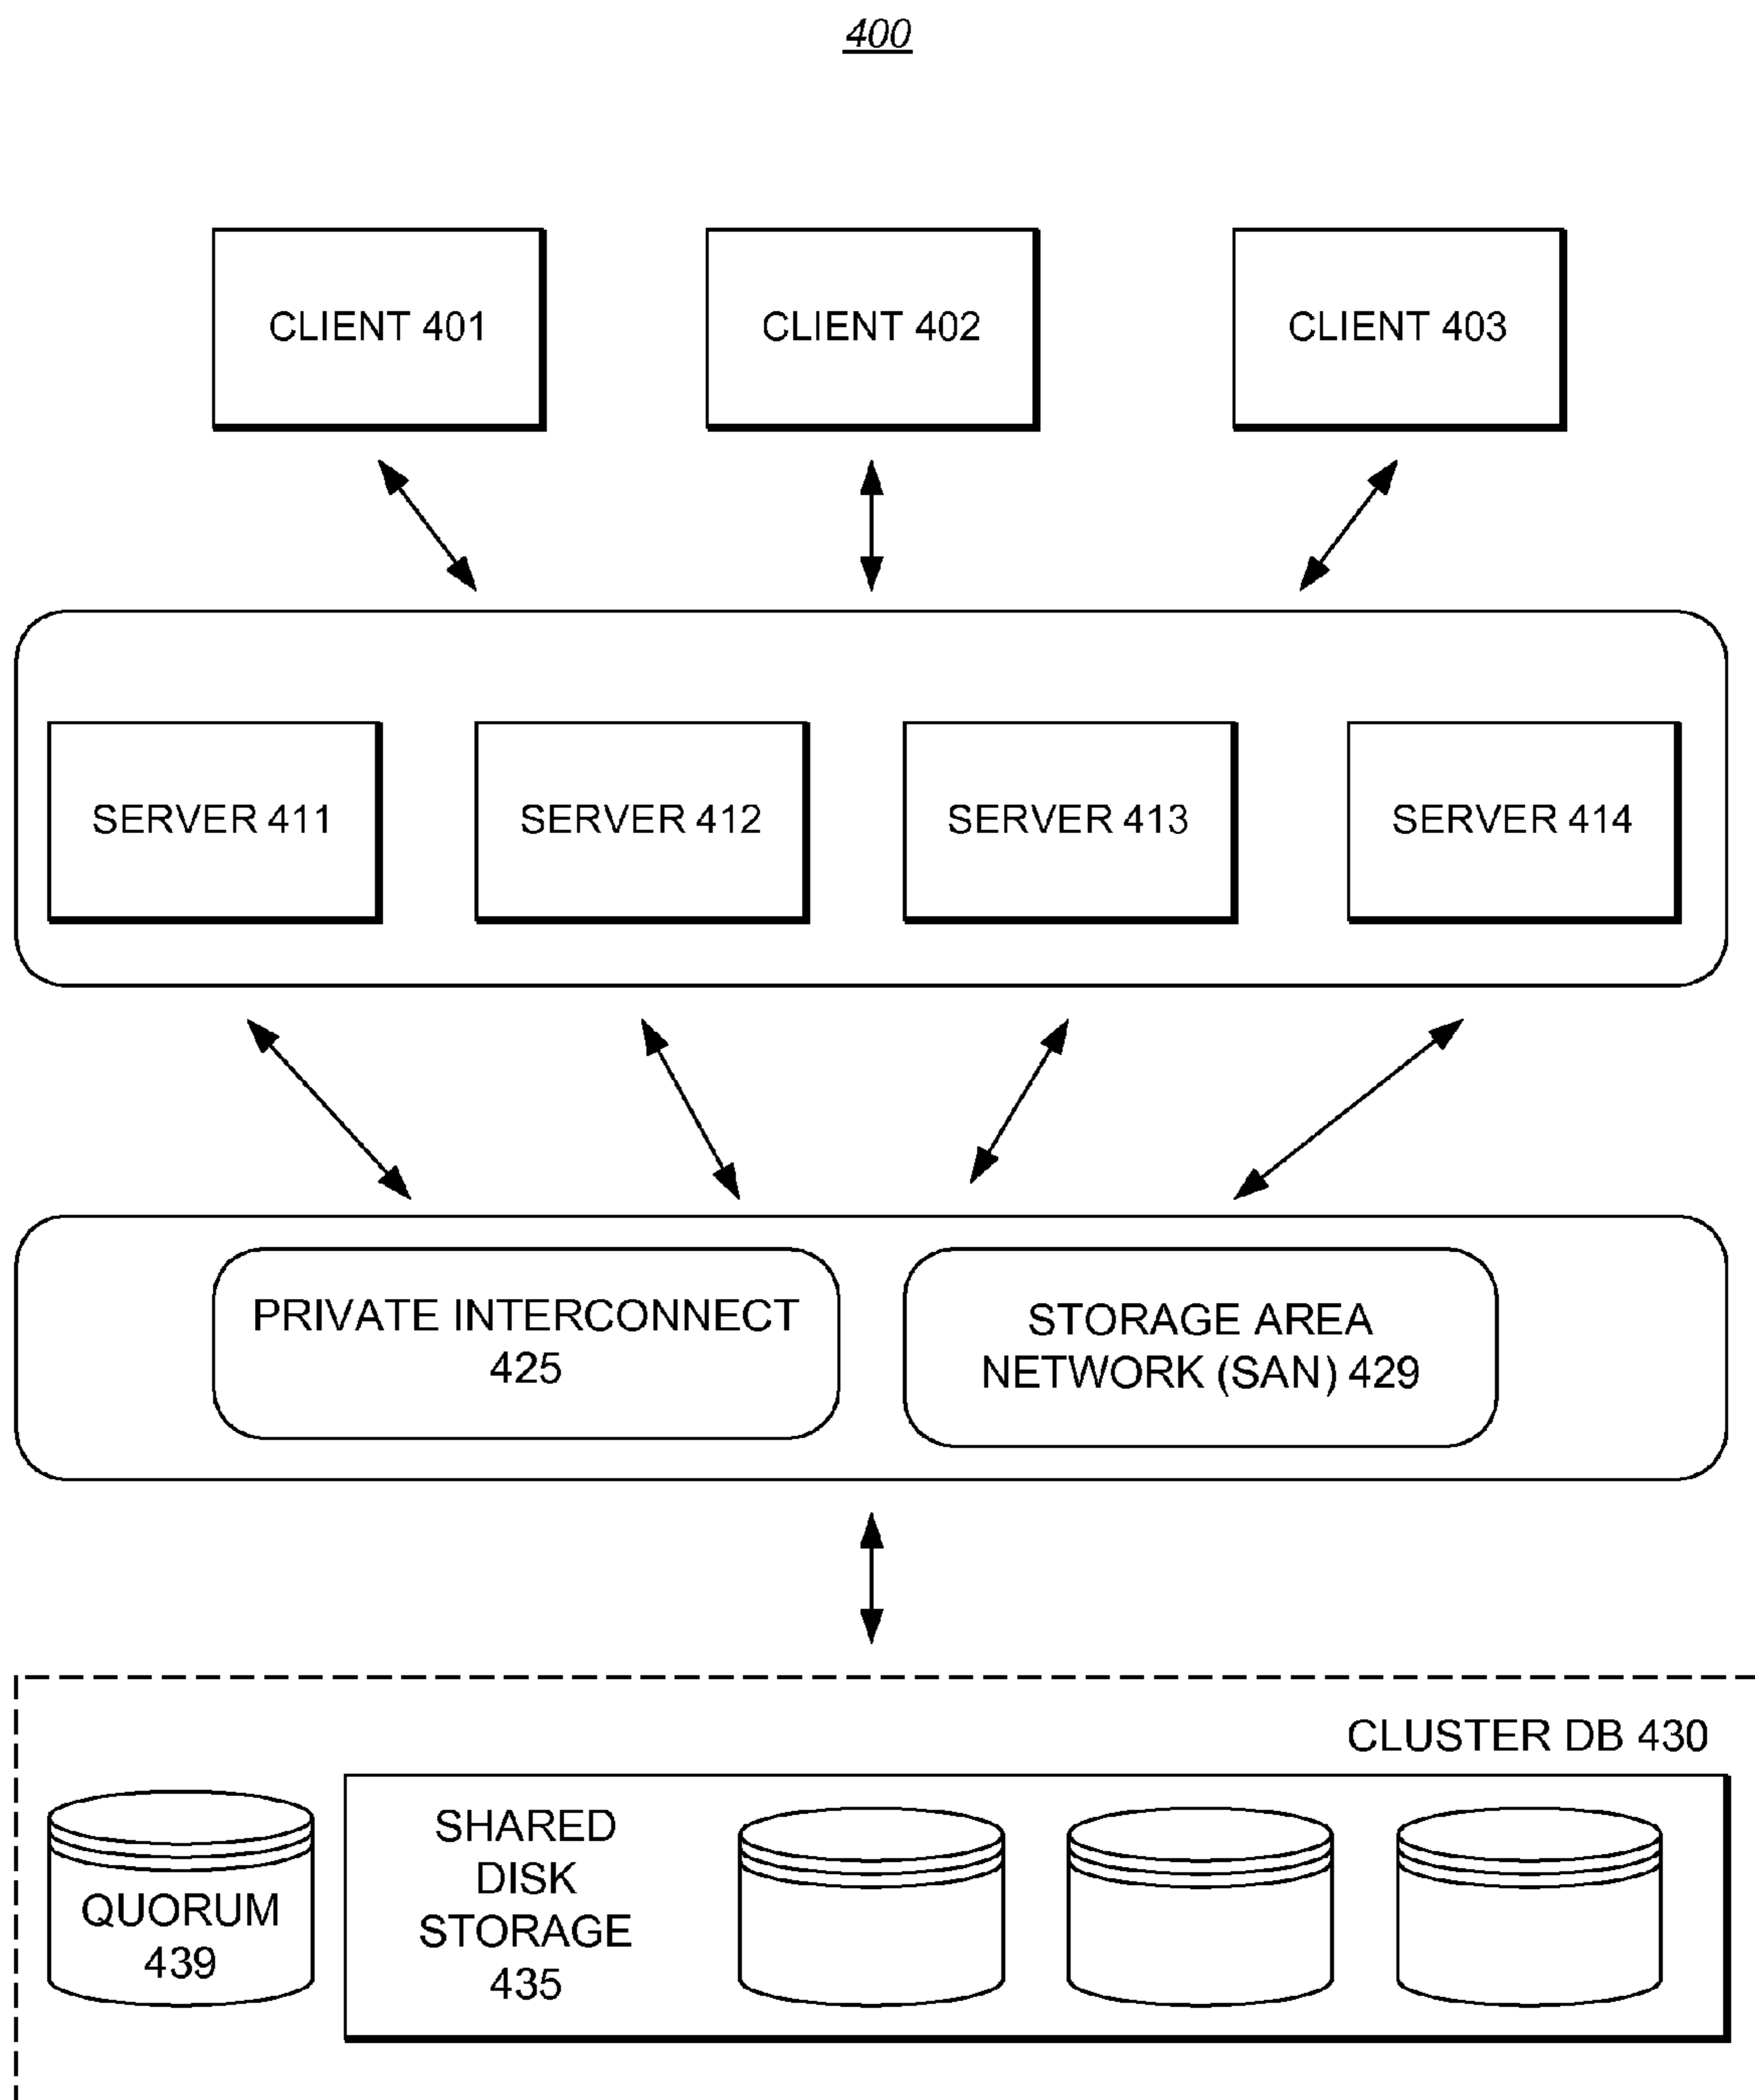 400
CLIENT 401
CLIENT 402
CLIENT 403
SERVER 411
SERVER 412
SERVER 413
SERVER 414
PRIVATE INTERCONNECT
425
STORAGE AREA
NETWORK (SAN) 429
CLUSTER DB 430
QUORUM
439
SHARED
DISK
STORAGE
435